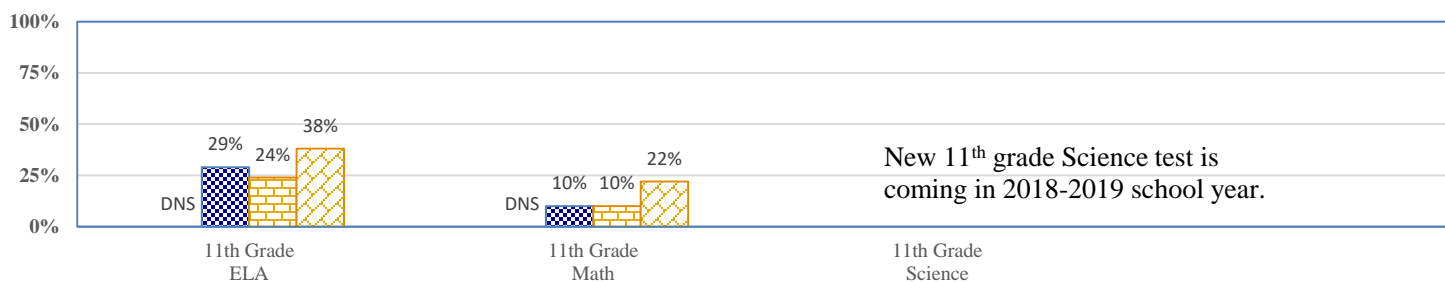 100%
75%
50%
25%
0%
DNS
29%
24%
38%
DNS
10%
10%
22%
New 11th grade Science test is
coming in 2018-2019 school year.
11th Grade
ELA
11th Grade
Math
11th Grade
Science